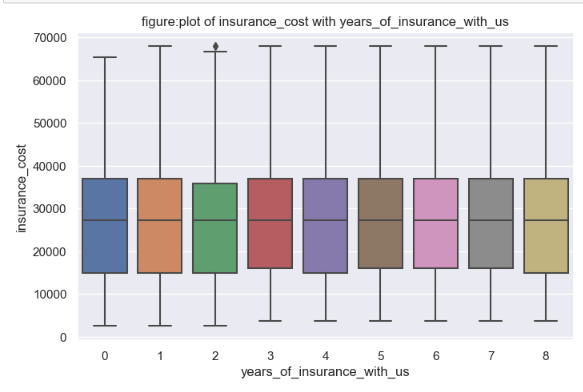 figure:plot of insurance_cost with years_of_insurance_with_us
70000
60000
50000
40000
30000
20000
10000
0
insurance_cost
0 1 2 3 4 5 6 7 8
years_of_insurance_with_us